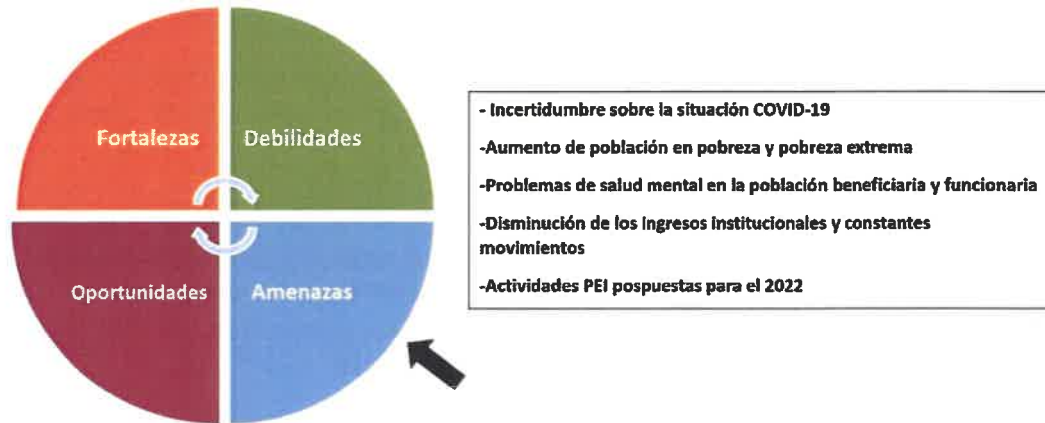 Fortalezas
Debilidades
Oportunidades
Amenazas
- Incertidumbre sobre la situación COVID-19
-Aumento de población en pobreza y pobreza extrema
-Problemas de salud mental en la población beneficiaria y funcionaria
-Disminución de los ingresos institucionales y constantes
movimientos
-Actividades PEI pospuestas para el 2022